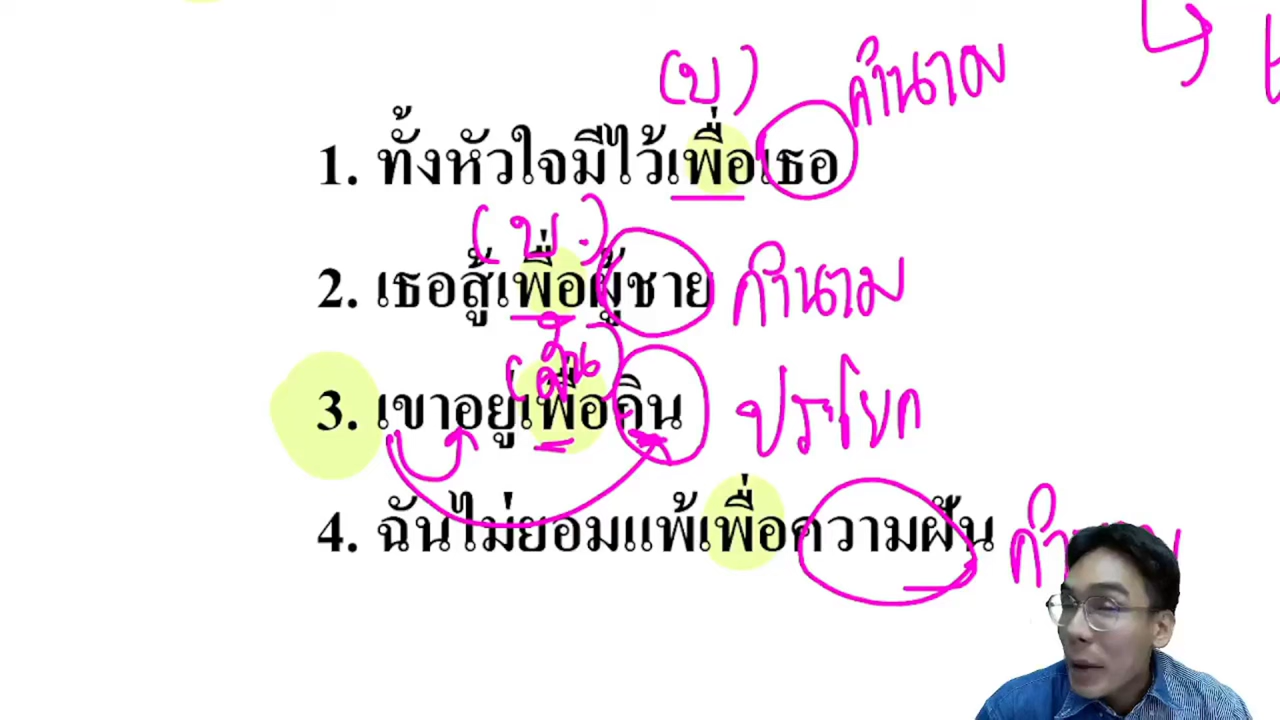 (บ) คำนาม
1. ทั้งหัวใจมีไว้เพื่อเธอ
(บ.)
2. เธอสู้เพื่อผู้ชาย คำนาม
3. เขาอยู่เพื่อคิน ประโยค
4. ฉันไม่ยอมแพ้เพื่อความฝัน